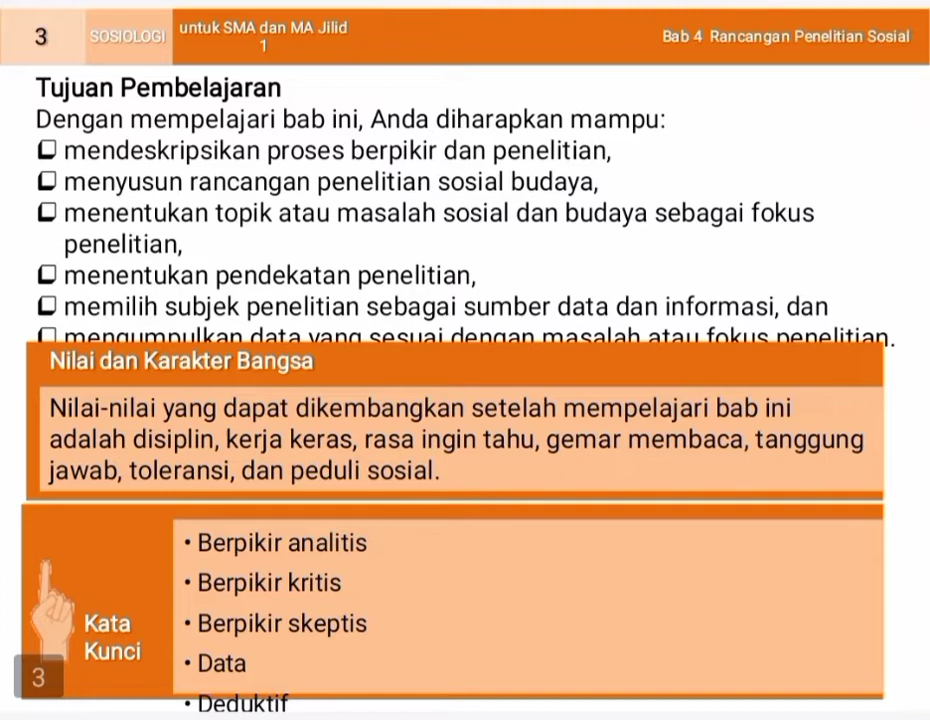 3
SOSIOLOGI
untuk SMA dan MA Jilid
1
Bab 4 Rancangan Penelitian Sosial
Tujuan Pembelajaran
Dengan mempelajari bab ini, Anda diharapkan mampu:
❑ mendeskripsikan proses berpikir dan penelitian,
❑ menyusun rancangan penelitian sosial budaya,
❑ menentukan topik atau masalah sosial dan budaya sebagai fokus
penelitian,
❑ menentukan pendekatan penelitian,
❑ memilih subjek penelitian sebagai sumber data dan informasi, dan
❑ mengumpulkan data yang sesuai dengan masalah atau fokus penelitian.
Nilai dan Karakter Bangsa
Nilai-nilai yang dapat dikembangkan setelah mempelajari bab ini
adalah disiplin, kerja keras, rasa ingin tahu, gemar membaca, tanggung
jawab, toleransi, dan peduli sosial.
Kata
Kunci
• Berpikir analitis
• Berpikir kritis
• Berpikir skeptis
• Data
• Deduktif
3